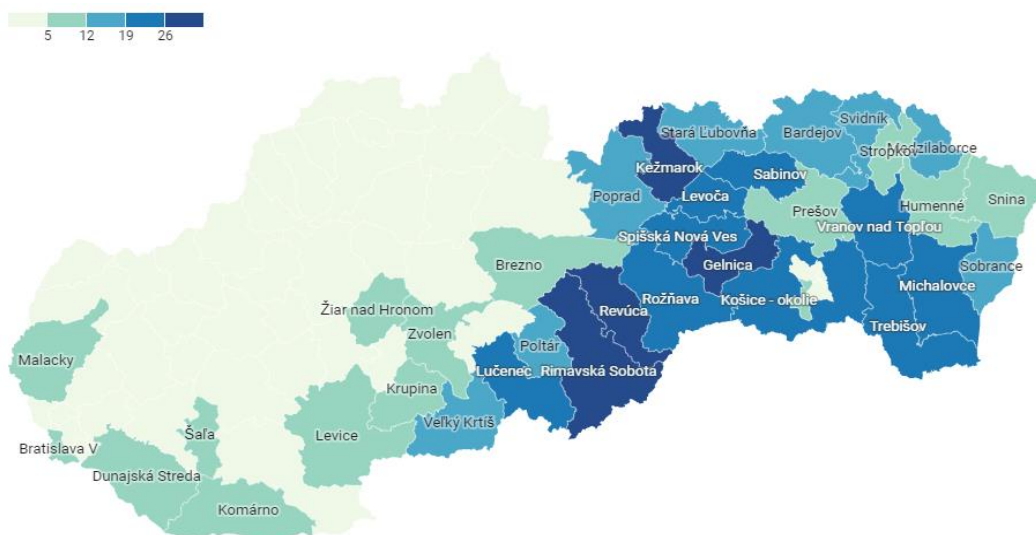 5 12 19 26
Svidník
Stará Ľubovňa
Bardejov
Medzilaborce
Stropkov
Kežmarok
Sabinov
Poprad
Levoča
Snina
Humenné
Prešov
Vranov nad Topľou
Spišská Nová Ves
Brezno
Gelnica
Sobrance
Michalovce
Rožňava
Košice - okolie
Žiar nad Hronom
Revúca
Trebišov
Zvolen
Poltár
Malacky
Lučenec
Rimavská Sobota
Krupina
Veľký Krtíš
Šaľa
Levice
Bratislava V
Dunajská Streda
Komárno